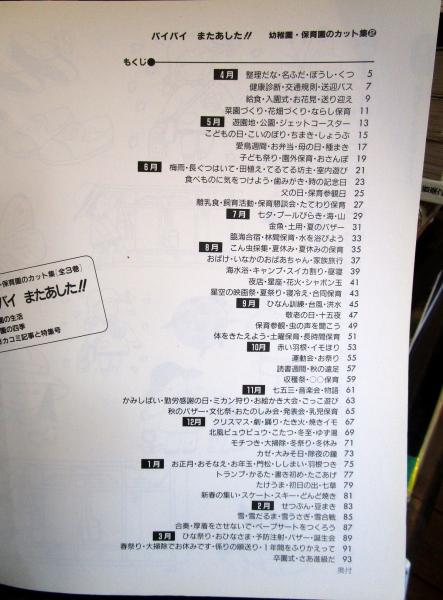 バイバイ またあした!! 幼稚園・保育園のカット集
もくじ
4月 整理だな・名ふだ・ぼうし・くつ 5
健康診断・交通規則・送迎バス 7
給食・入園式・お花見・送り迎え 9
菜園づくり・花畑づくり・ならし保育 11
5月 遊園地・公園・ジェットコースター 13
こどもの日・こいのぼり・ちまき・しょうぶ 15
愛鳥週間・お弁当・母の日・種まき 17
子ども祭り・園外保育・おさんぽ 19
6月 梅雨・長ぐつはいて・田植え・てるてる坊主・室内遊び 21
食べものに気をつけよう・歯みがき・時の記念日 23
父の日・保育参観日 25
離乳食・飼育活動・保育懇談会・たてわり保育 27
7月 七夕・プールびらき・海・山 29
金魚・土用・夏のバザー 31
臨海合宿・林間保育・水を浴びよう 33
8月 こん虫採集・夏休み・夏休みの保育 35
おばけ・いなかのおばあちゃん・家族旅行 37
海水浴・キャンプ・スイカ割り・昼寝 39
夜店・星座・花火・シャボン玉 41
星空の映画祭・夏祭り・寝冷え・合同保育 43
9月 ひなん訓練・台風・洪水 45
敬老の日・十五夜 47
保育参観・虫の声を聞こう 49
体をきたえよう・土曜保育・長時間保育 51
10月 赤い羽根・イモほり 53
運動会・お祭り 55
読書週間・秋の遠足 57
収穫祭・○○保育 59
11月 七五三・音楽会・物語 61
かみしばい・勤労感謝の日・ミカン狩り・お絵かき大会・ごっこ遊び 63
秋のバザー・文化祭・おたのしみ会・発表会・乳児保育 65
12月 クリスマス・劇・踊り・たき火・焼きイモ 67
北風ピュウピュウ・こたつ・冬至・ゆず湯 69
モチつき・大掃除・冬祭り・冬休み 71
カゼ・大みそ日・除夜の鐘 73
1月 お正月・おそなえ・お年玉・門松・ししまい・羽根つき 75
トランプ・かるた・書き初め・たこあげ 77
たけうま・初日の出・七草 79
新春の集い・スケート・スキー・どんど焼き 81
2月 せつぶん・豆まき 83
雪・雪だるま・雪うさぎ・雪合戦 85
合奏・厚着をさせないで・ペープサートをつくろう 87
3月 ひな祭り・おひなさま・予防注射・バザー・誕生会 89
春祭り・大掃除でお休みです・係りの順送り・1年間をふりかえって 91
卒園式・さあ進級だ 93
奥付
保育園のカット集〔全3巻〕
バイ またあした!!
園の生活
園の四季
カコミ記事と特集号